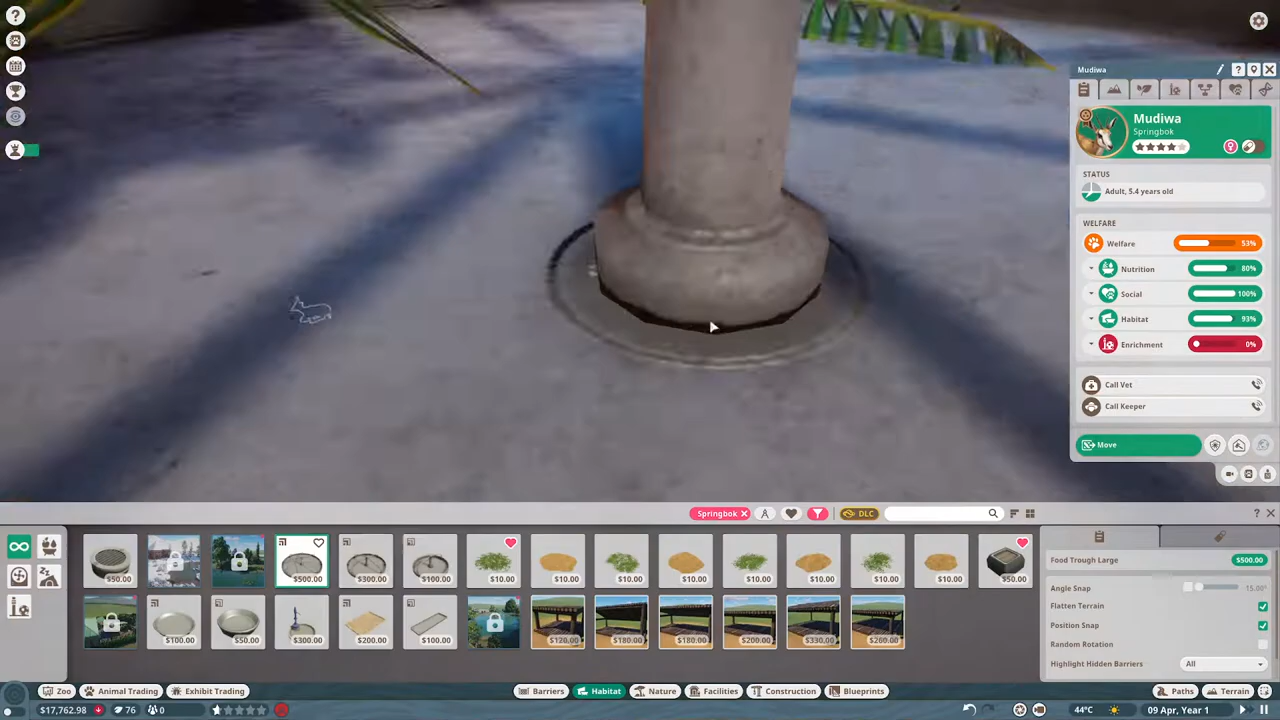 Mudiwa
Mudiwa
Springbok
STATUS
Adult, 5.4 years old
WELFARE
Welfare 53%
Nutrition 80%
Social 100%
Habitat 93%
Enrichment 0%
Call Vet
Call Keeper
Move
Springbok DLC
$50.00 $500.00 $300.00 $100.00 $10.00 $10.00 $10.00 $10.00 $10.00 $10.00 $10.00 $10.00 $50.00
$100.00 $50.00 $300.00 $200.00 $100.00 $120.00 $180.00 $180.00 $200.00 $330.00 $260.00
Food Trough Large $500.00
Angle Snap 15.00°
Flatten Terrain
Position Snap
Random Rotation
Highlight Hidden Barriers All
Zoo Animal Trading Exhibit Trading Barriers Habitat Nature Facilities Construction Blueprints Paths Terrain
$17,762.98 76 0 44°C 09 Apr, Year 1